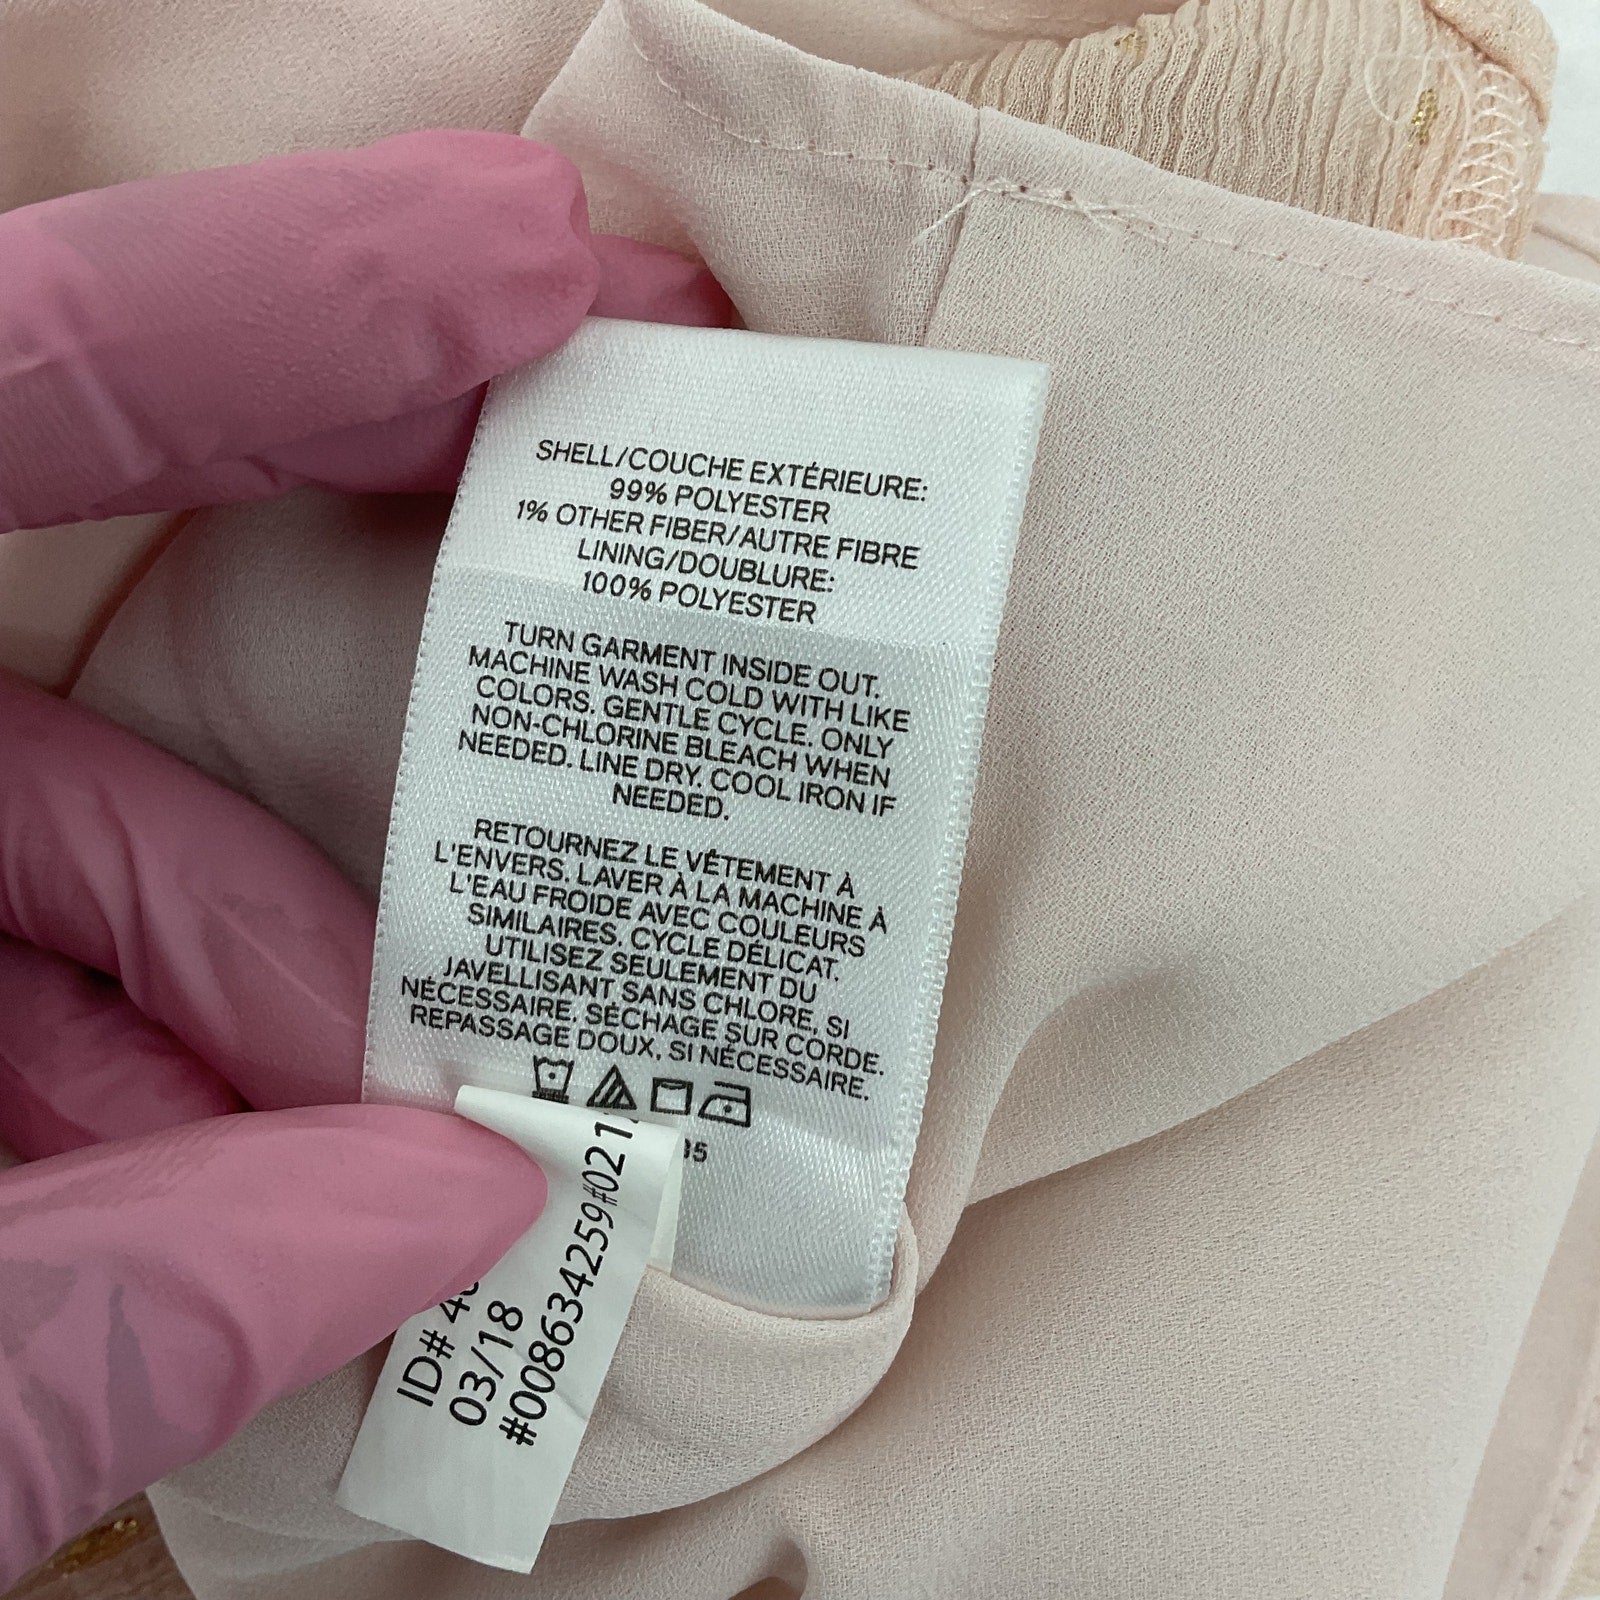 SHELL/COUCHE EXTÉRIEURE:
99% POLYESTER
1% OTHER FIBER/AUTRE FIBRE
LINING/DOUBLURE:
100% POLYESTER
TURN GARMENT INSIDE OUT.
MACHINE WASH COLD WITH LIKE
COLORS. GENTLE CYCLE. ONLY
NON-CHLORINE BLEACH WHEN
NEEDED. LINE DRY. COOL IRON IF
NEEDED.
RETOURNEZ LE VÊTEMENT À
L'ENVERS. LAVER À LA MACHINE À
L'EAU FROIDE AVEC COULEURS
SIMILAIRES. CYCLE DÉLICAT.
UTILISEZ SEULEMENT DU
JAVELLISANT SANS CHLORE, SI
NÉCESSAIRE. SÉCHAGE SUR CORDE.
REPASSAGE DOUX, SI NÉCESSAIRE.
ID#
03/18